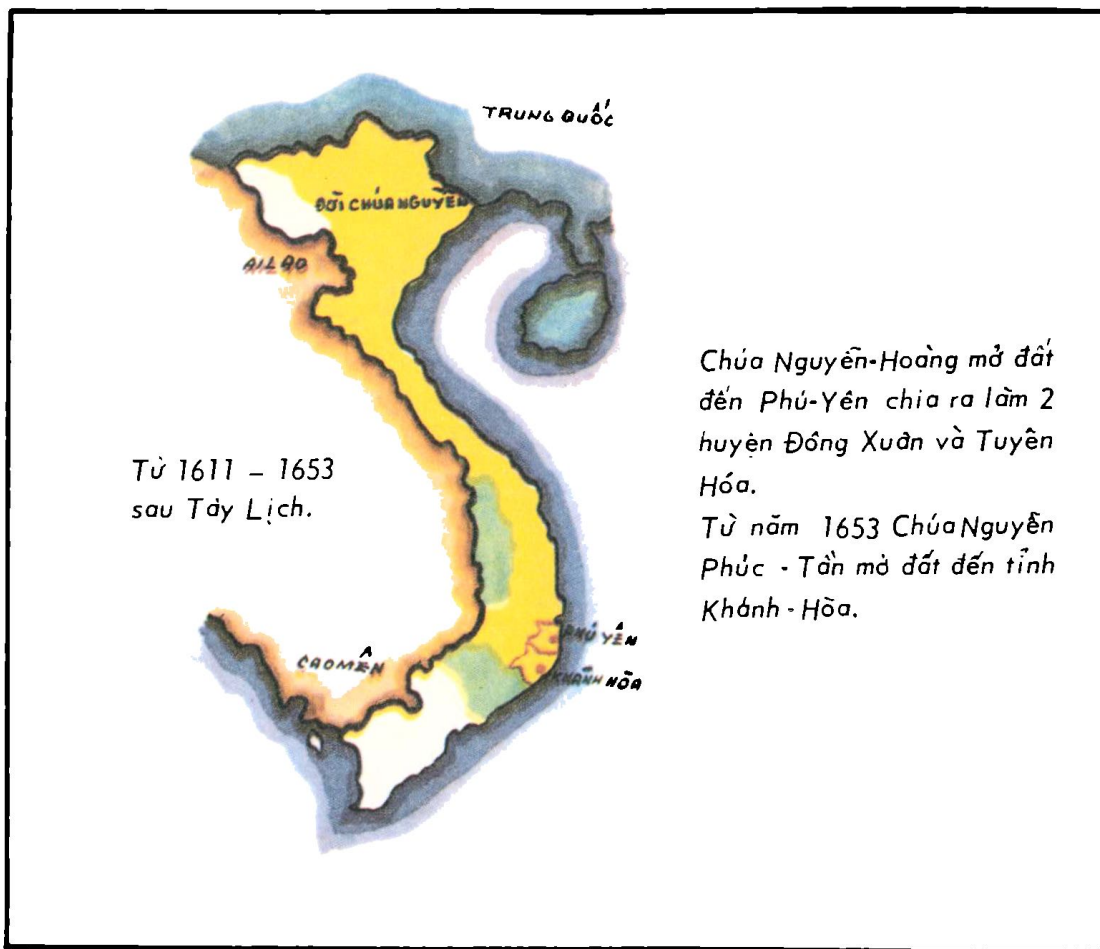 TRUNG QUỐC
ĐỜI CHÚA NGUYỄN
AI LAO
Chúa Nguyễn-Hoàng mở đất
đến Phú-Yên chia ra làm 2
huyện Đồng Xuân và Tuyên
Hóa.
Từ năm 1653 Chúa Nguyễn
Phúc - Tần mở đất đến tỉnh
Khánh - Hòa.
Từ 1611 – 1653
sau Tây Lịch.
PHÚ YÊN
CAO MÊN
KHÁNH HÒA